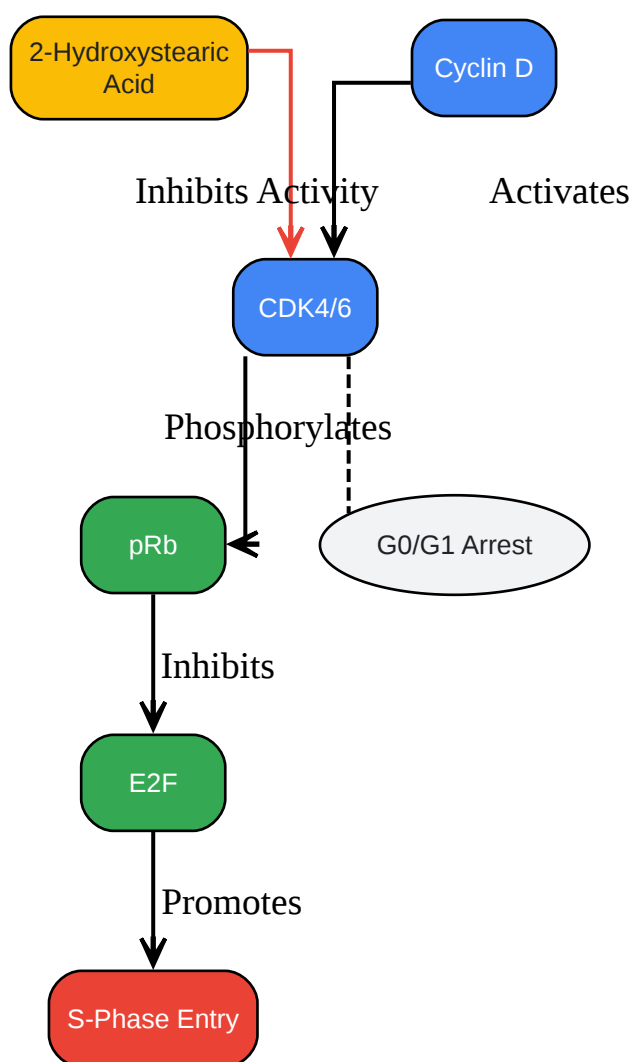 2-Hydroxystearic
Acid
Cyclin D
Inhibits Activity
Activates
CDK4/6
Phosphorylates
pRb
G0/G1 Arrest
Inhibits
E2F
Promotes
S-Phase Entry